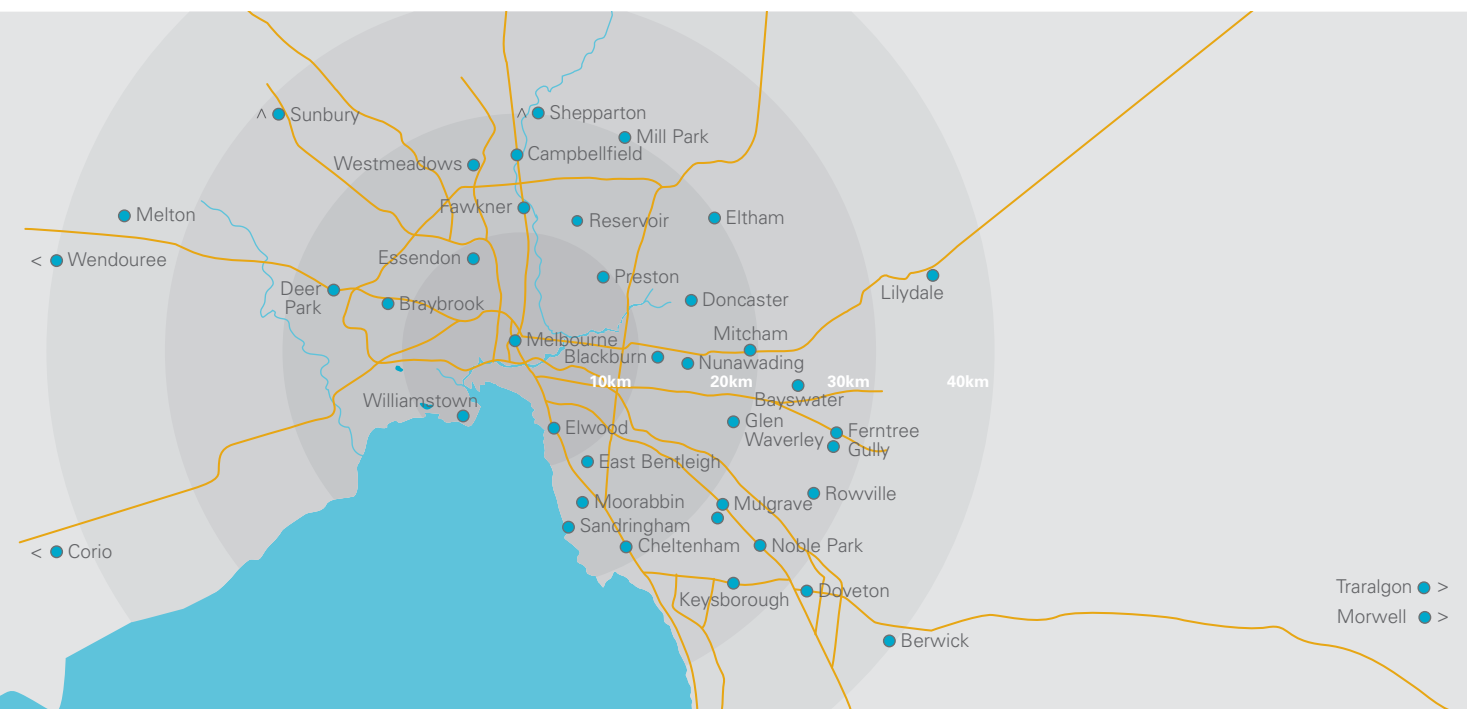 ^ Sunbury
^ Shepparton
Mill Park
Campbellfield
Westmeadows
Fawkner
Melton
Reservoir
Eltham
< Wendouree
Essendon
Preston
Lilydale
Deer
Park
Braybrook
Doncaster
Mitcham
Melbourne
Blackburn
Nunawading
10km
20km
30km
40km
Bayswater
Williamstown
Elwood
Glen
Waverley
Ferntree
Gully
East Bentleigh
Rowville
Moorabbin
Mulgrave
Sandringham
Cheltenham
Noble Park
< Corio
Keysborough
Doveton
Traralgon >
Morwell >
Berwick